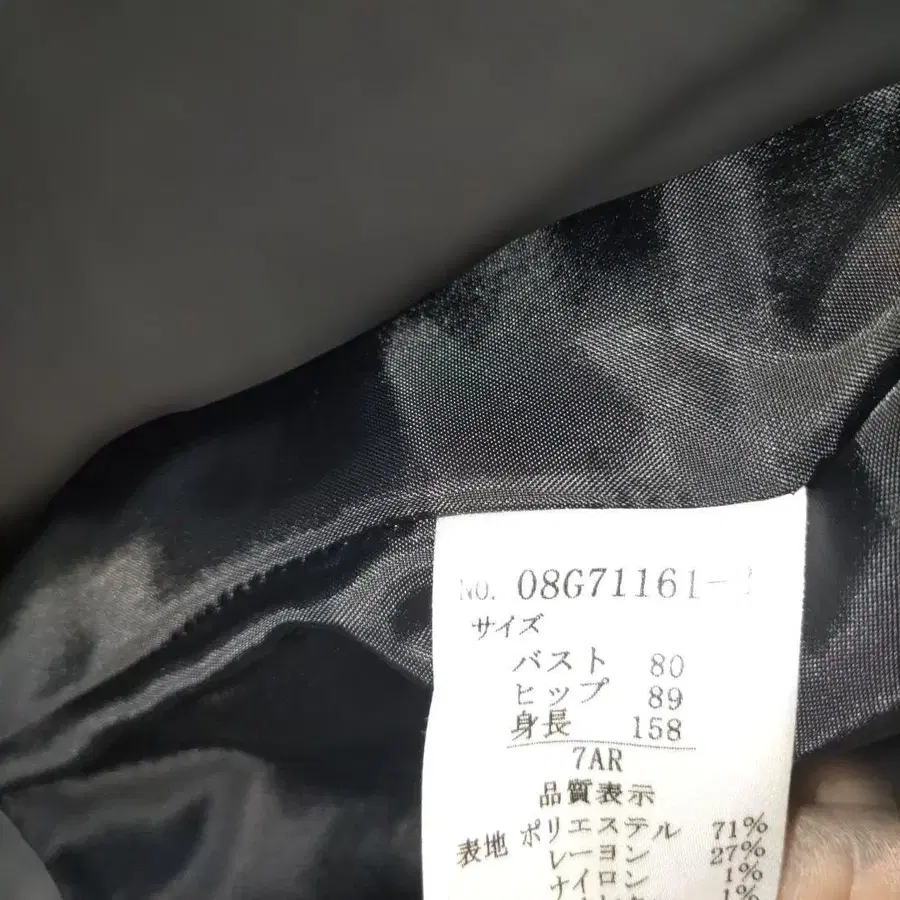 NO. 08G71161-1
サイズ
バスト 80
ヒップ 89
身長 158
7AR
品質表示
表地 ポリエステル 71%
レーヨン 27%
ナイロン 1%
1%